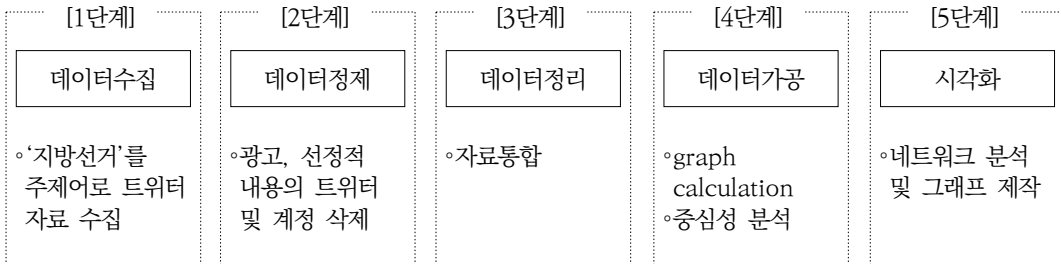 [1단계]
데이터수집
◦‘지방선거’를
주제어로 트위터
자료 수집
[2단계]
데이터정제
◦광고, 선정적
내용의 트위터
및 계정 삭제
[3단계]
데이터정리
◦자료통합
[4단계]
데이터가공
◦graph
calculation
◦중심성 분석
[5단계]
시각화
◦네트워크 분석
및 그래프 제작